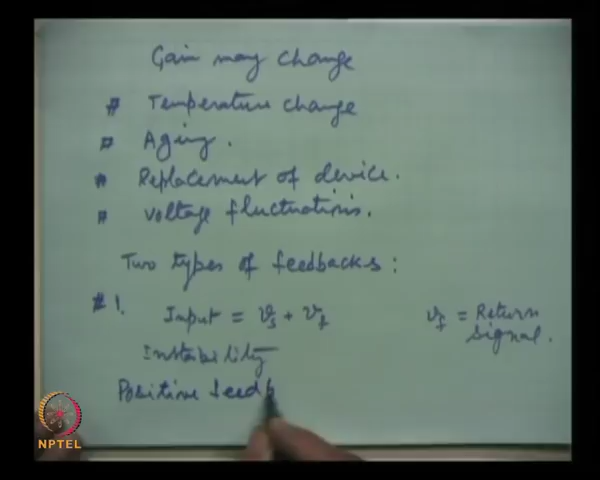 Gain may change
# Temperature change
# Aging.
# Replacement of device.
# Voltage fluctuations.
Two types of feedbacks:
# 1. Input = vs + vf
vf = Return signal.
Instability
Positive feedb
NPTEL